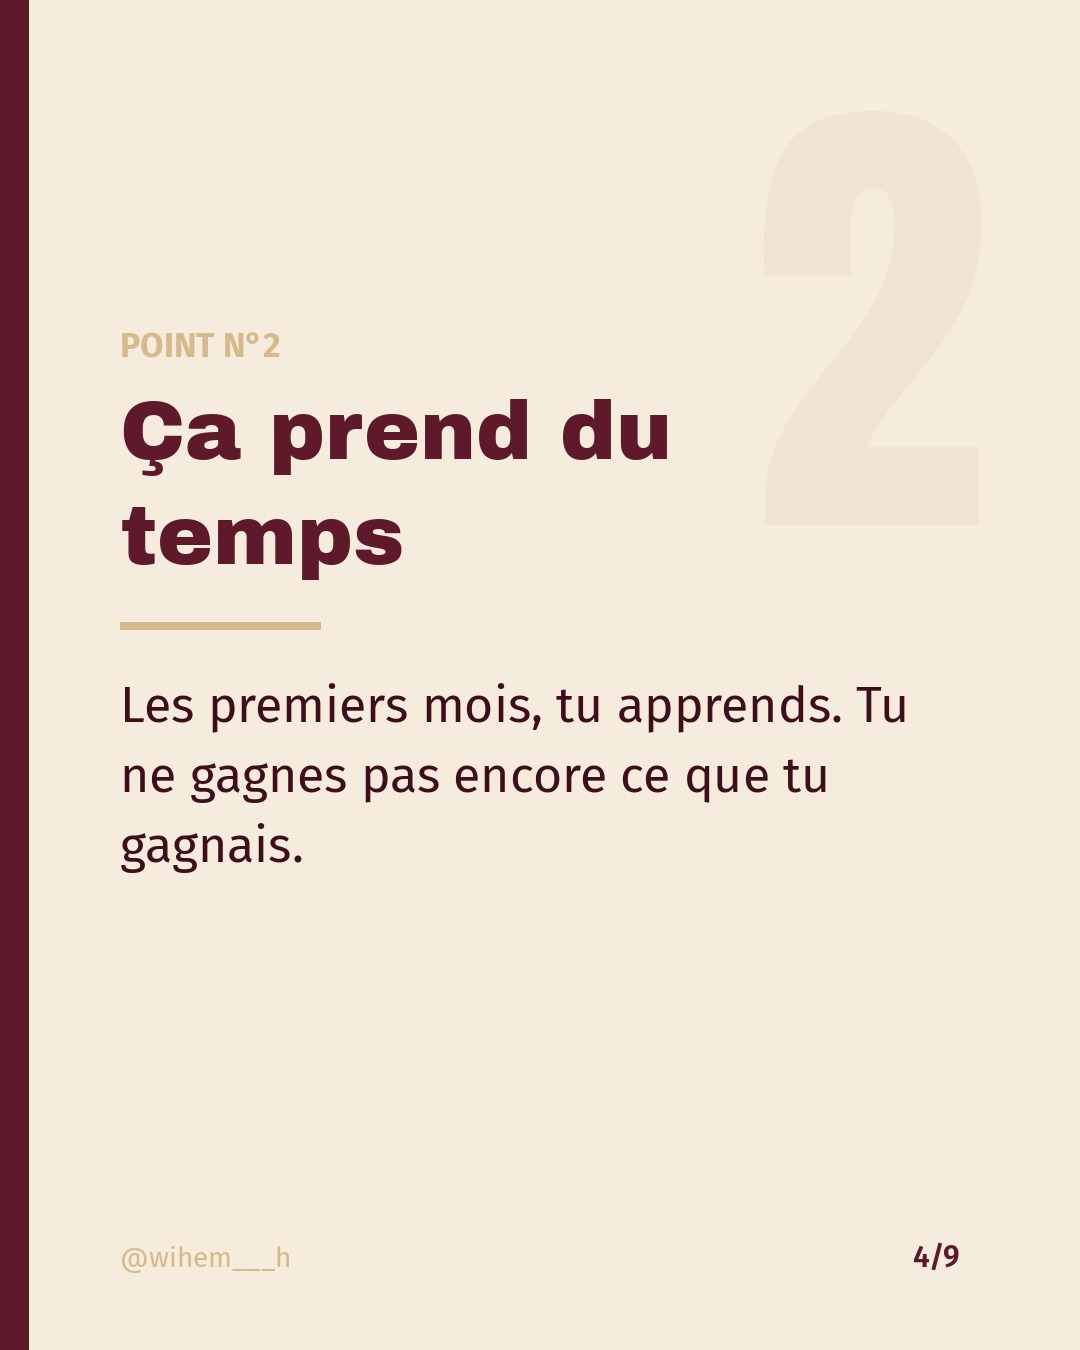 2
POINT N°2
Ça prend du
temps
Les premiers mois, tu apprends. Tu
ne gagnes pas encore ce que tu
gagnais.
@wihem___h
4/9